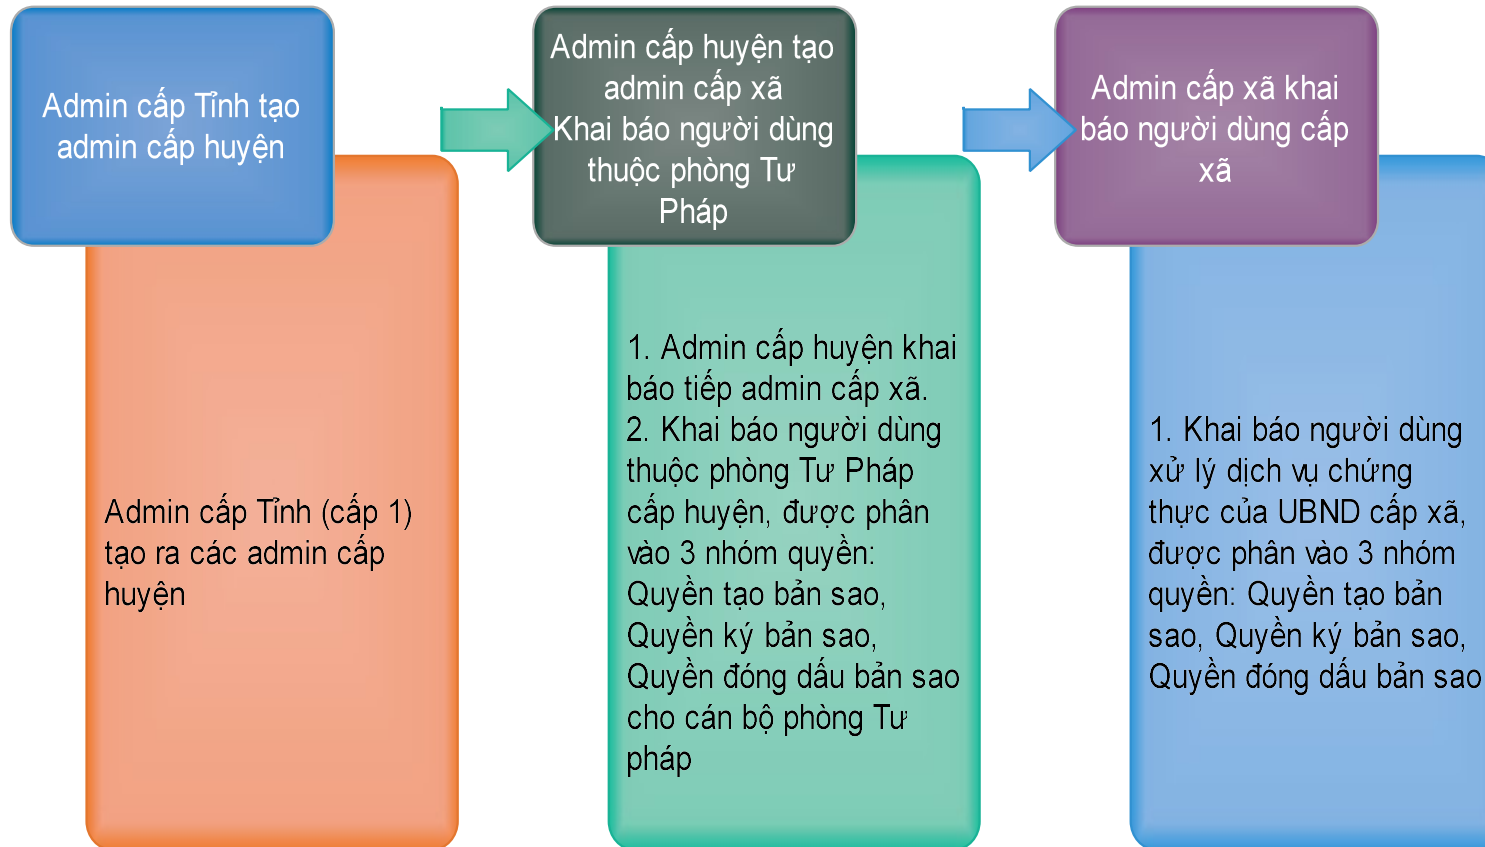 Admin cấp Tỉnh tạo
admin cấp huyện
Admin cấp Tỉnh (cấp 1)
tạo ra các admin cấp
huyện
Admin cấp huyện tạo
admin cấp xã
Khai báo người dùng
thuộc phòng Tư
Pháp
1. Admin cấp huyện khai
báo tiếp admin cấp xã.
2. Khai báo người dùng
thuộc phòng Tư Pháp
cấp huyện, được phân
vào 3 nhóm quyền:
Quyền tạo bản sao,
Quyền ký bản sao,
Quyền đóng dấu bản sao
cho cán bộ phòng Tư
pháp
Admin cấp xã khai
báo người dùng cấp
xã
1. Khai báo người dùng
xử lý dịch vụ chứng
thực của UBND cấp xã,
được phân vào 3 nhóm
quyền: Quyền tạo bản
sao, Quyền ký bản sao,
Quyền đóng dấu bản sao